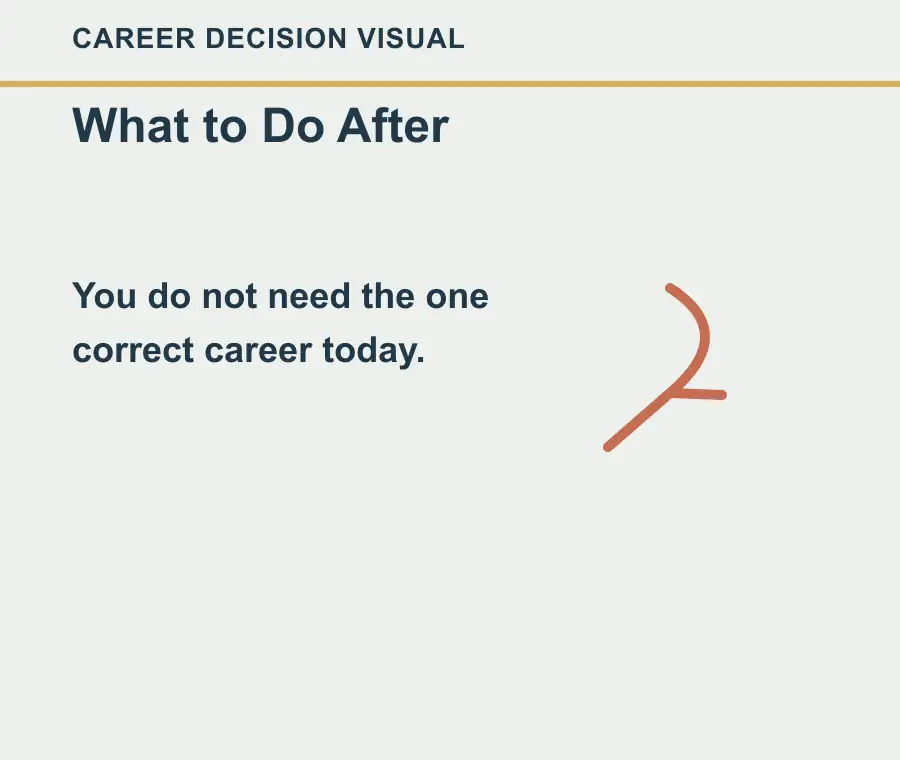 CAREER DECISION VISUAL
What to Do After
You do not need the one
correct career today.